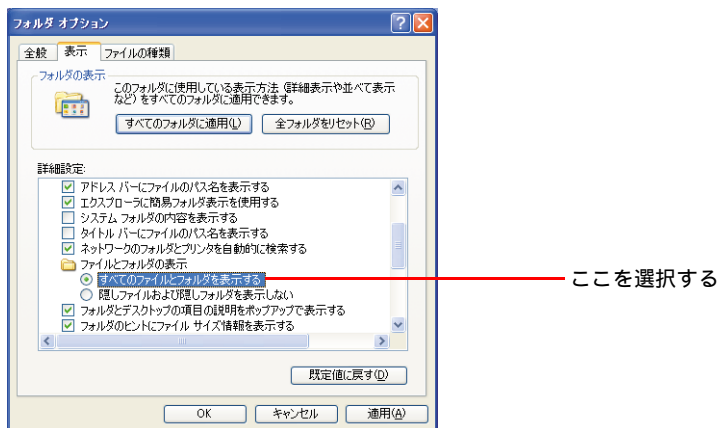 フォルダ オプション
全般 表示 ファイルの種類
フォルダの表示
このフォルダに使用している表示方法 (詳細表示や並べて表示
など) をすべてのフォルダに適用できます。
すべてのフォルダに適用(L) 全フォルダをリセット(R)
詳細設定:
アドレス バーにファイルのパス名を表示する
エクスプローラに簡易フォルダ表示を使用する
システム フォルダの内容を表示する
タイトル バーにファイルのパス名を表示する
ネットワークのフォルダとプリンタを自動的に検索する
ファイルとフォルダの表示
すべてのファイルとフォルダを表示する
ここを選択する
隠しファイルおよび隠しフォルダを表示しない
フォルダとデスクトップの項目の説明をポップアップで表示する
フォルダのヒントにファイル サイズ情報を表示する
既定値に戻す(D)
OK キャンセル 適用(A)